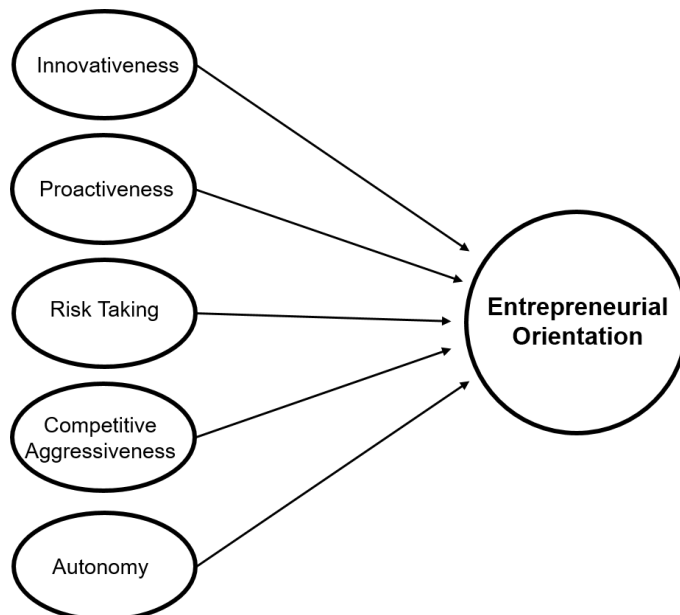 Innovativeness
Proactiveness
Risk Taking
Competitive
Aggressiveness
Autonomy
Entrepreneurial
Orientation